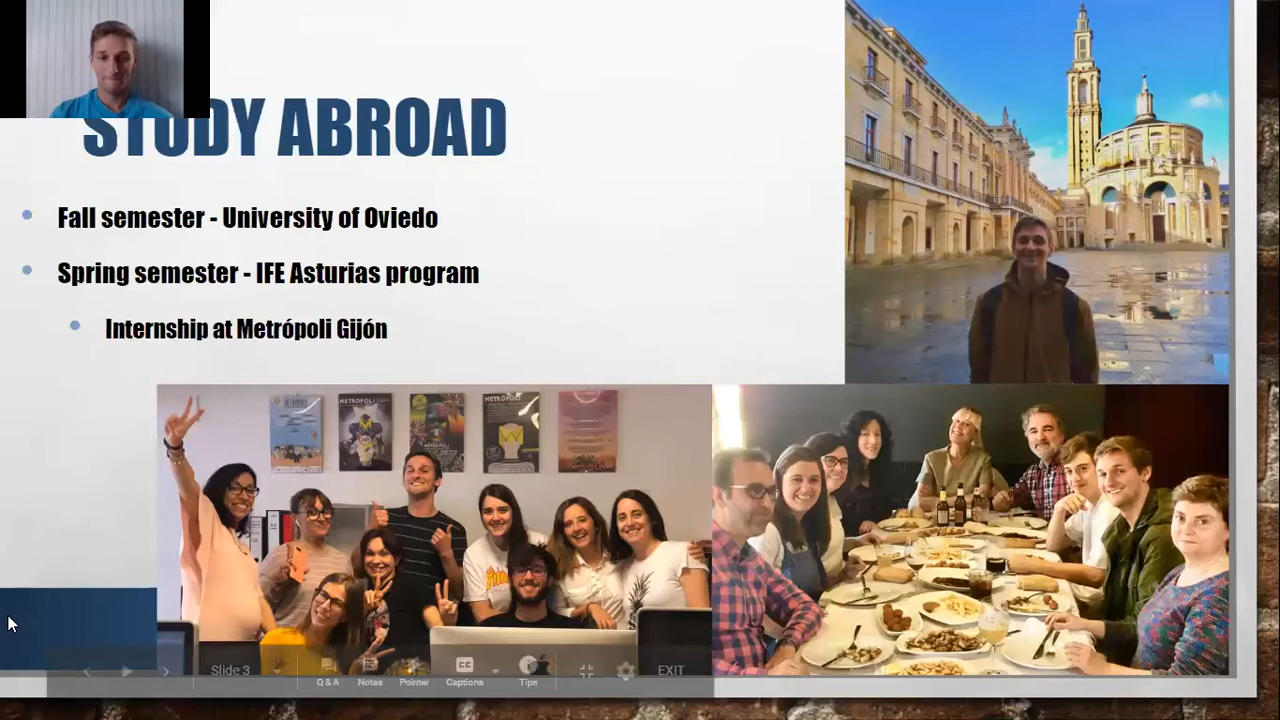 STUDY ABROAD
Fall semester - University of Oviedo
Spring semester - IFE Asturias program
Internship at Metrópoli Gijón
METROPOLI
METROPOLI
METROPOLI
Slide 3
EXIT
Q & A
Notes
Pointer
Captions
Tips